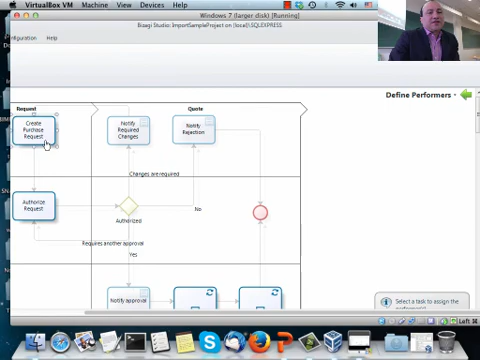 VirtualBox VM Machine View Devices Help
Windows 7 (larger disk) [Running]
Bizagi Studio: ImportSampleProject on (local)\SQLEXPRESS
nfiguration Help
Define Performers
Request
Quote
Create
Purchase
Request
Notify
Required
Changes
Notify
Rejection
Changes are required
Authorize
Request
Authorized
No
Requires another approval
Yes
Notify approval
Select a task to assign the
Left